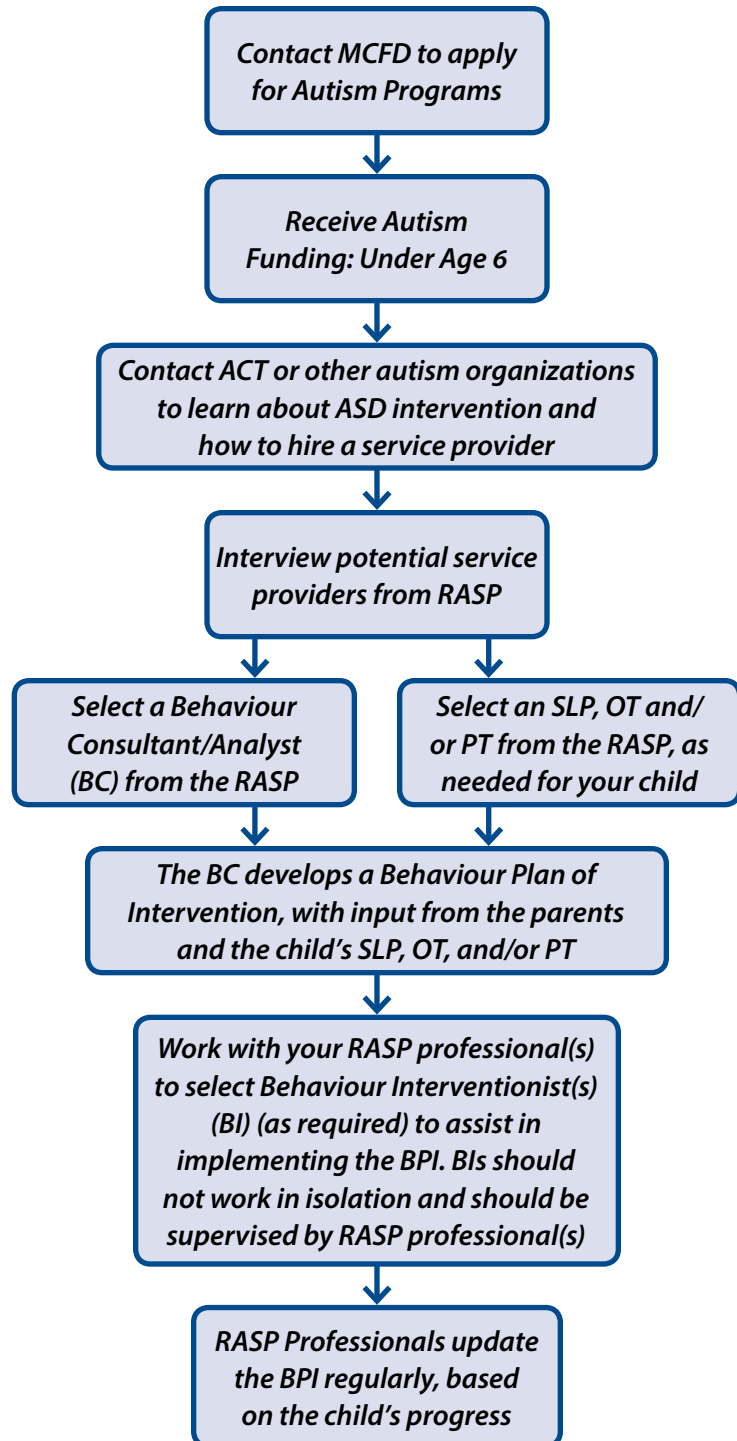 Contact MCFD to apply
for Autism Programs
Receive Autism
Funding: Under Age 6
Contact ACT or other autism organizations
to learn about ASD intervention and
how to hire a service provider
Interview potential service
providers from RASP
Select a Behaviour
Consultant/Analyst
(BC) from the RASP
Select an SLP, OT and/
or PT from the RASP, as
needed for your child
The BC develops a Behaviour Plan of
Intervention, with input from the parents
and the child’s SLP, OT, and/or PT
Work with your RASP professional(s)
to select Behaviour Interventionist(s)
(BI) (as required) to assist in
implementing the BPI. BIs should
not work in isolation and should be
supervised by RASP professional(s)
RASP Professionals update
the BPI regularly, based
on the child’s progress